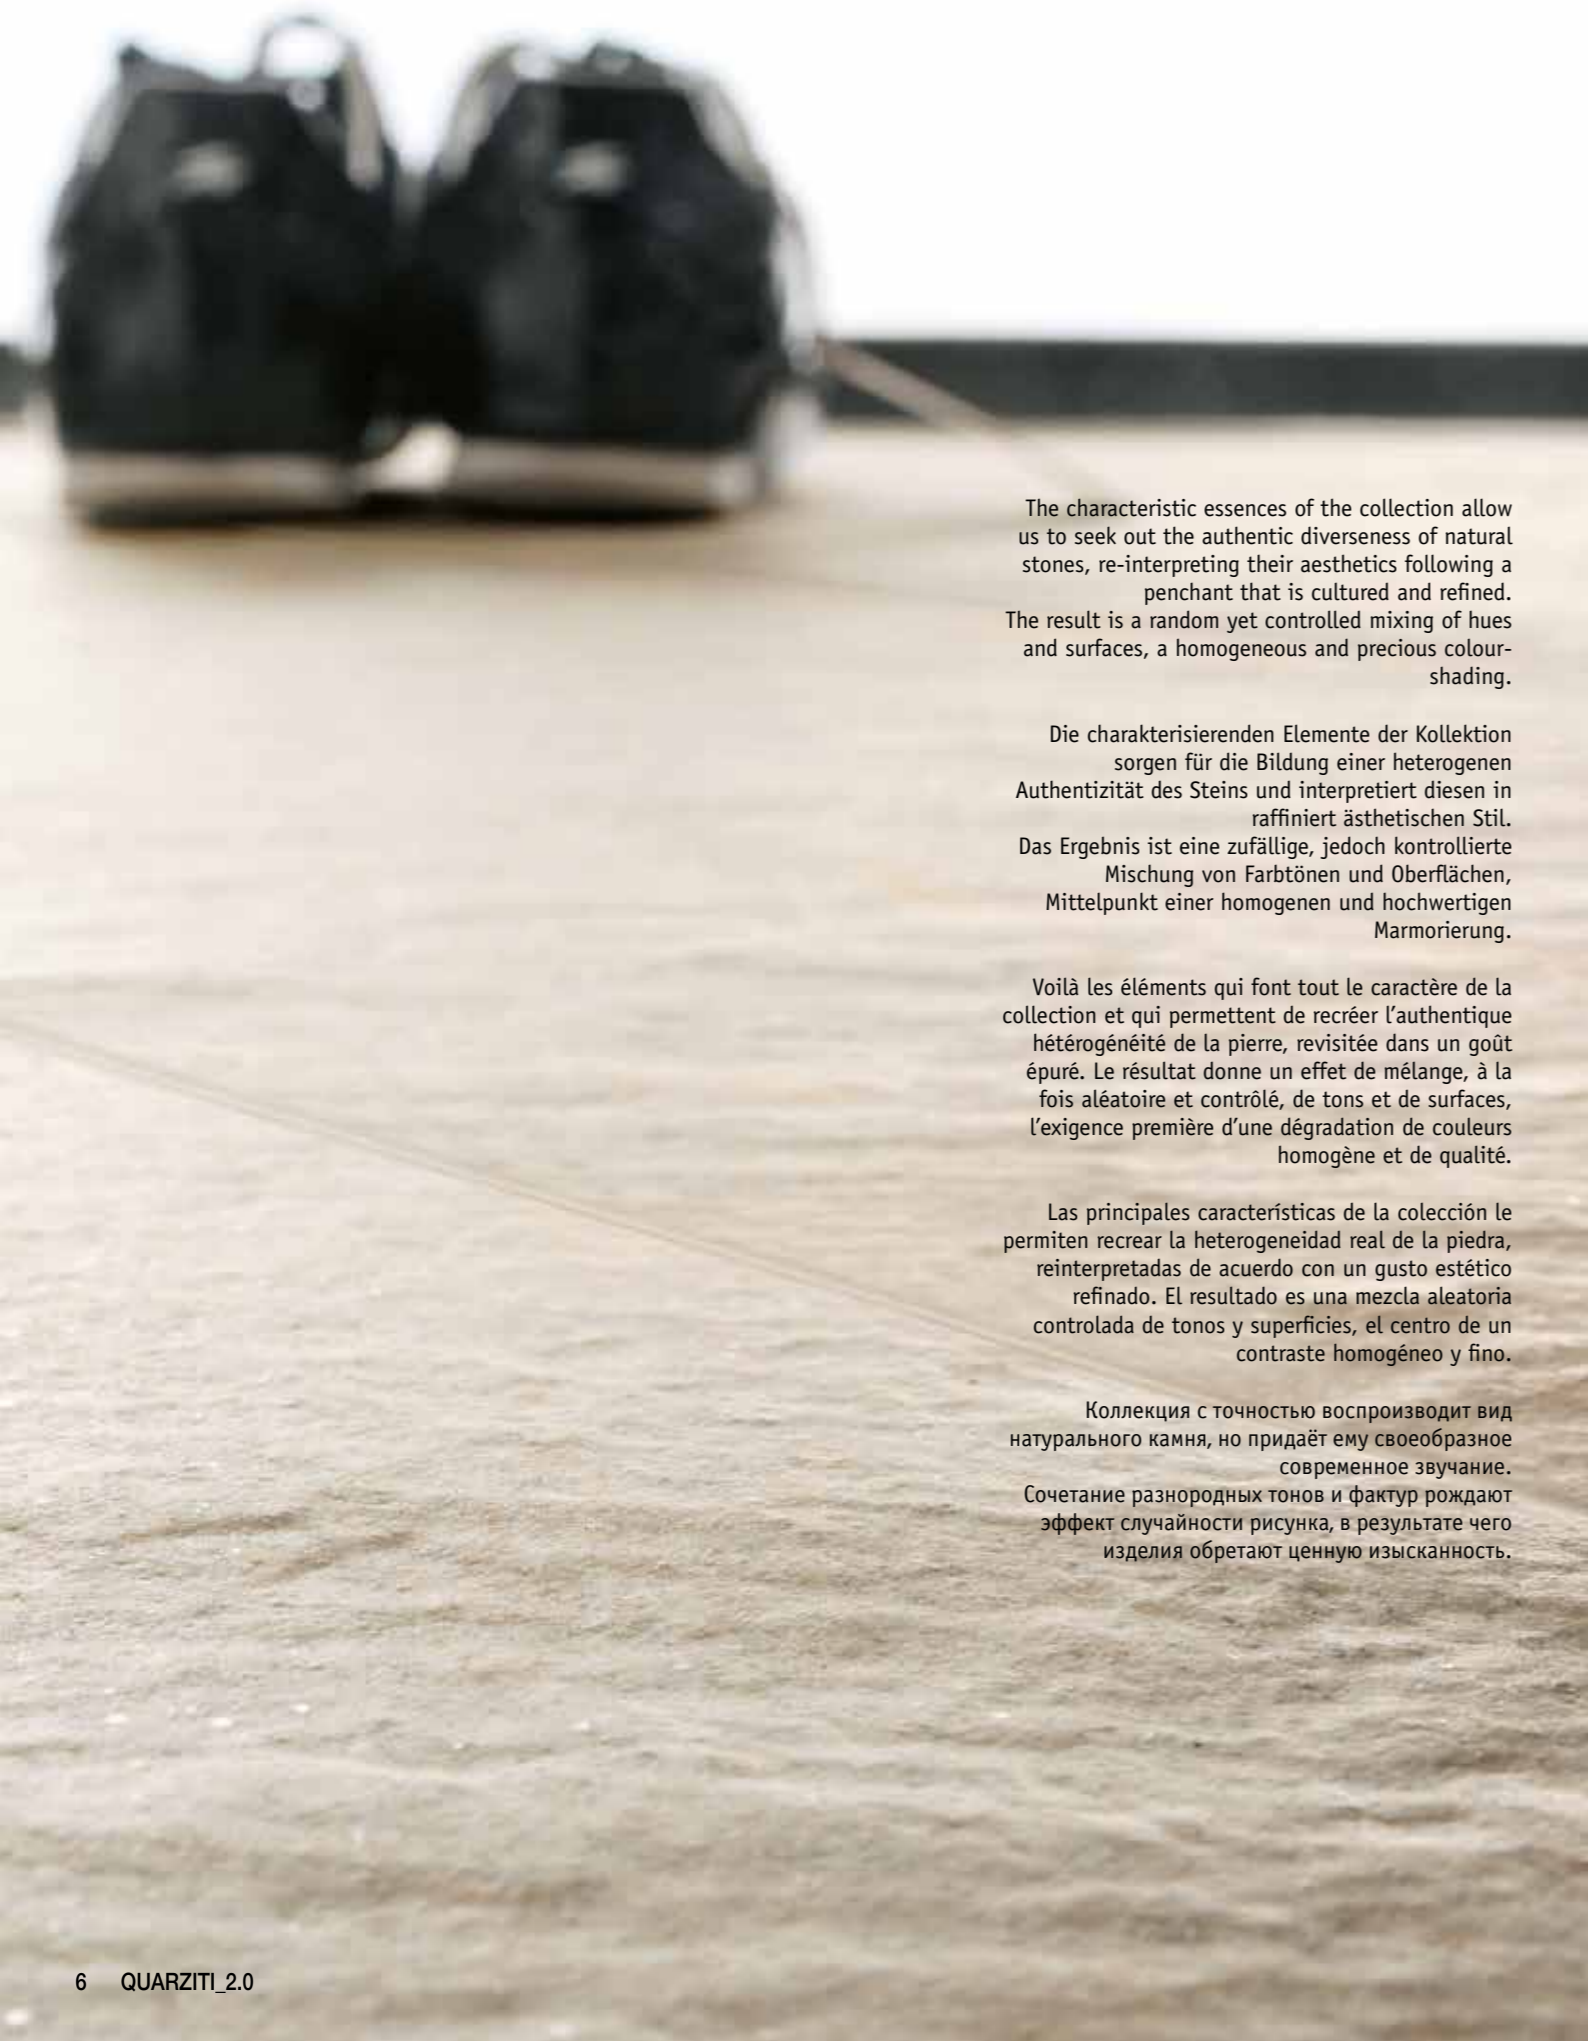 The characteristic essences of the collection allow
us to seek out the authentic diverseness of natural
stones, re-interpreting their aesthetics following a
penchant that is cultured and refined.
The result is a random yet controlled mixing of hues
and surfaces, a homogeneous and precious colour-
shading.
Die charakterisierenden Elemente der Kollektion
sorgen für die Bildung einer heterogenen
Authentizität des Steins und interpretiert diesen in
raffiniert ästhetischen Stil.
Das Ergebnis ist eine zufällige, jedoch kontrollierte
Mischung von Farbtönen und Oberflächen,
Mittelpunkt einer homogenen und hochwertigen
Marmorierung.
Voilà les éléments qui font tout le caractère de la
collection et qui permettent de recréer l’authentique
hétérogénéité de la pierre, revisitée dans un goût
épuré. Le résultat donne un effet de mélange, à la
fois aléatoire et contrôlé, de tons et de surfaces,
l’exigence première d’une dégradation de couleurs
homogène et de qualité.
Las principales características de la colección le
permiten recrear la heterogeneidad real de la piedra,
reinterpretadas de acuerdo con un gusto estético
refinado. El resultado es una mezcla aleatoria
controlada de tonos y superficies, el centro de un
contraste homogéneo y fino.
Коллекция с точностью воспроизводит вид
натурального камня, но придаёт ему своеобразное
современное звучание.
Сочетание разнородных тонов и фактур рождают
эффект случайности рисунка, в результате чего
изделия обретают ценную изысканность.
6 QUARZITI_2.0